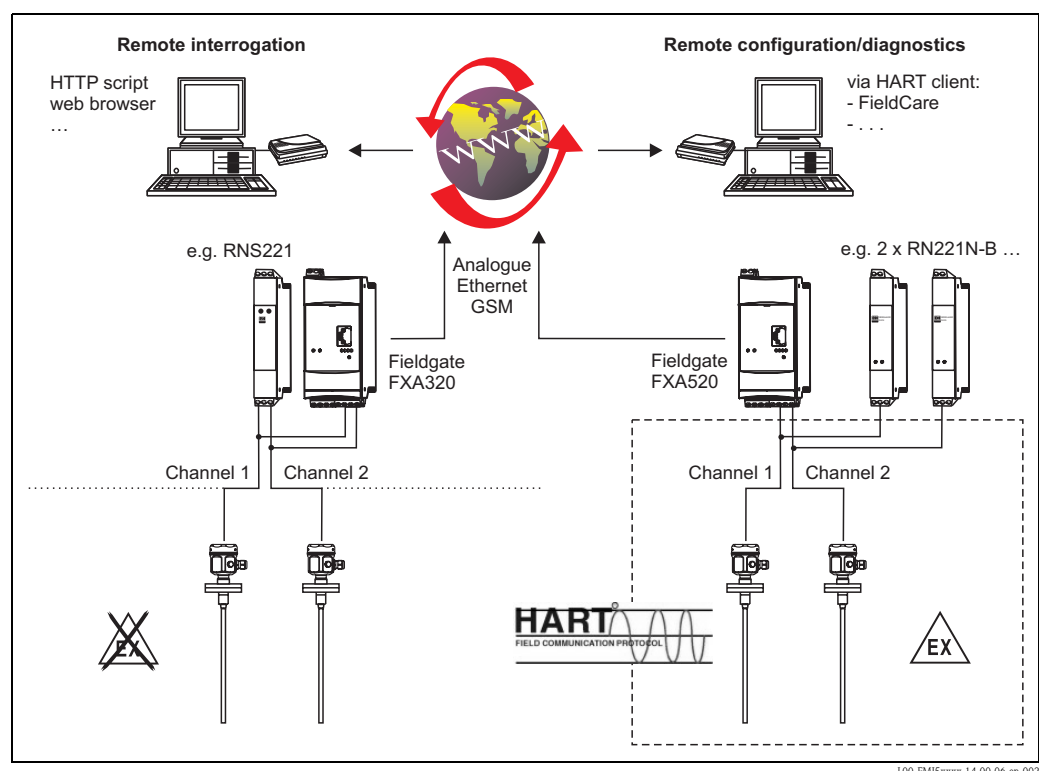 Remote interrogation
Remote configuration/diagnostics
HTTP script
web browser
…
via HART client:
- FieldCare
- . . .
WWW
e.g. RNS221
Analogue
Ethernet
GSM
e.g. 2 x RN221N-B …
Fieldgate
FXA320
Fieldgate
FXA520
Channel 1
Channel 2
Channel 1
Channel 2
HART
FIELD COMMUNICATION PROTOCOL
EX
EX